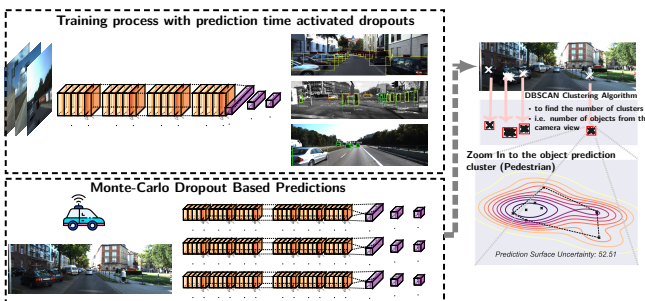 Training process with prediction time activated dropouts
Monte-Carlo Dropout Based Predictions
DBSCAN Clustering Algorithm
• to find the number of clusters
• i.e. number of objects from the
camera view
Zoom In to the object prediction
cluster (Pedestrian)
Prediction Surface Uncertainty: 52.51